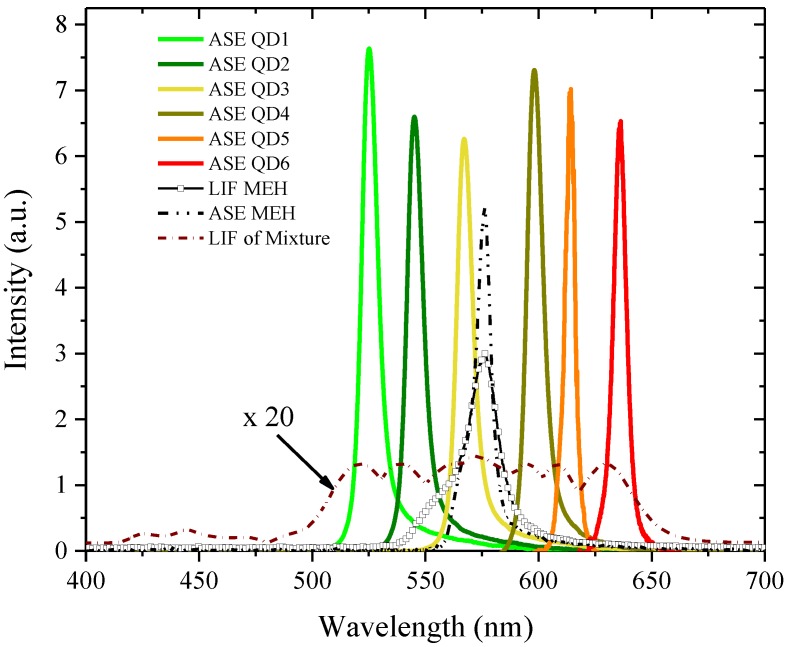 8
7
6
5
4
3
2
1
0
Intensity (a.u.)
ASE QD1
ASE QD2
ASE QD3
ASE QD4
ASE QD5
ASE QD6
LIF MEH
ASE MEH
LIF of Mixture
x 20
400 450 500 550 600 650 700
Wavelength (nm)